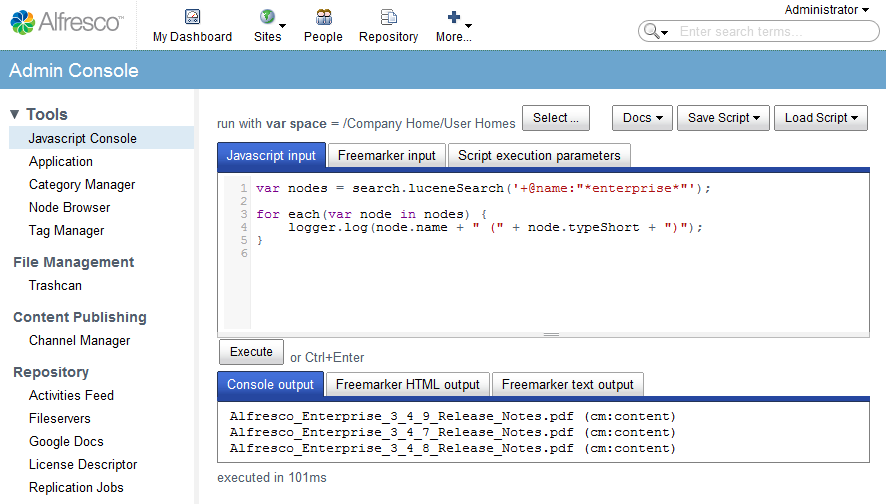 Alfresco™
My Dashboard
Sites
People
Repository
More...
Administrator
Enter search terms...
Admin Console
Tools
Javascript Console
Application
Category Manager
Node Browser
Tag Manager
File Management
Trashcan
Content Publishing
Channel Manager
Repository
Activities Feed
Fileservers
Google Docs
License Descriptor
Replication Jobs
run with var space = /Company Home/User Homes
Select ...
Docs
Save Script
Load Script
Javascript input
Freemarker input
Script execution parameters
1 var nodes = search.luceneSearch('+@name:"*enterprise*"');
2
3 for each(var node in nodes) {
4     logger.log(node.name + " (" + node.typeShort + ")");
5 }
6
Execute or Ctrl+Enter
Console output
Freemarker HTML output
Freemarker text output
Alfresco_Enterprise_3_4_9_Release_Notes.pdf (cm:content)
Alfresco_Enterprise_3_4_7_Release_Notes.pdf (cm:content)
Alfresco_Enterprise_3_4_8_Release_Notes.pdf (cm:content)
executed in 101ms